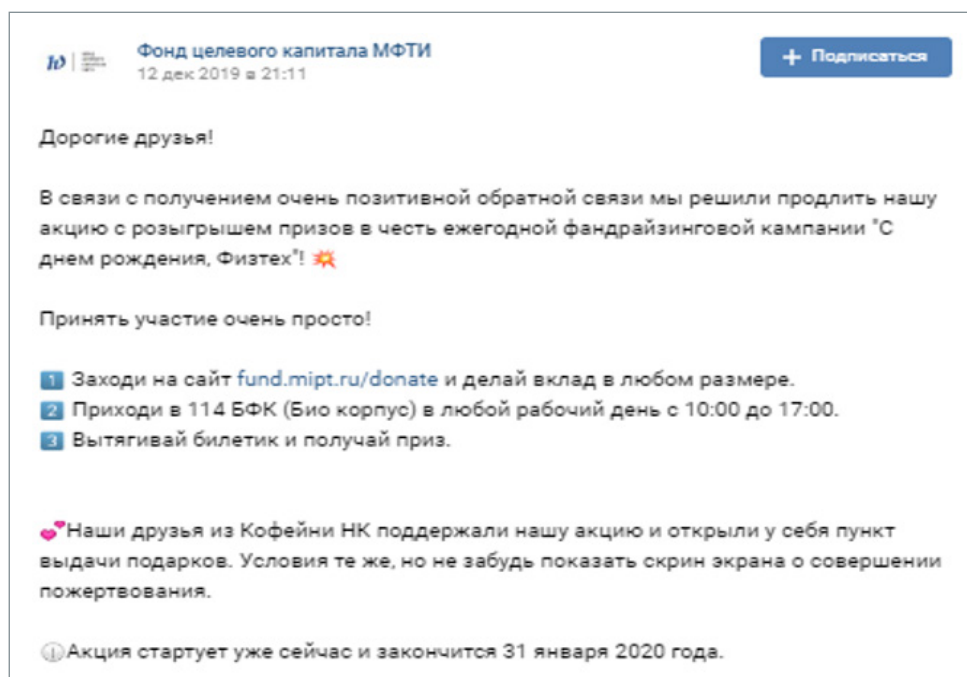 Фонд целевого капитала МФТИ
12 дек 2019 в 21:11
+ Подписаться
Дорогие друзья!
В связи с получением очень позитивной обратной связи мы решили продлить нашу
акцию с розыгрышем призов в честь ежегодной фандрайзинговой кампании "С
днем рождения, Физтех"! 💥
Принять участие очень просто!
1️⃣ Заходи на сайт fund.mipt.ru/donate и делай вклад в любом размере.
2️⃣ Приходи в 114 БФК (Био корпус) в любой рабочий день с 10:00 до 17:00.
3️⃣ Вытягивай билетик и получай приз.
💕Наши друзья из Кофейни НК поддержали нашу акцию и открыли у себя пункт
выдачи подарков. Условия те же, но не забудь показать скрин экрана о совершении
пожертвования.
🕕Акция стартует уже сейчас и закончится 31 января 2020 года.